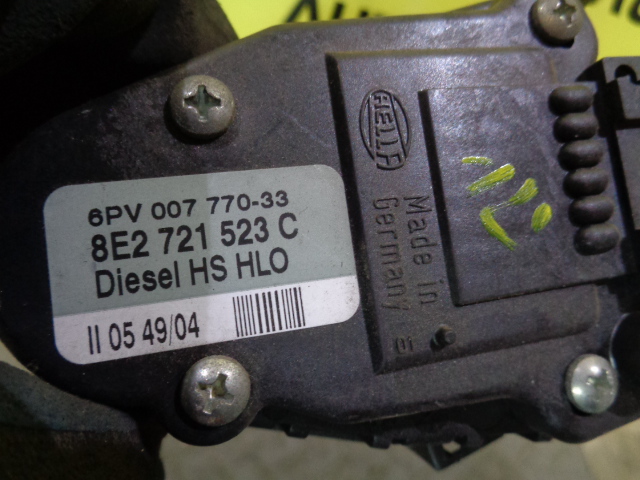 6PV 007 770-33
8E2 721 523 C
Diesel HS HLO
II 05 49/04
HELLA
Made in
Germany